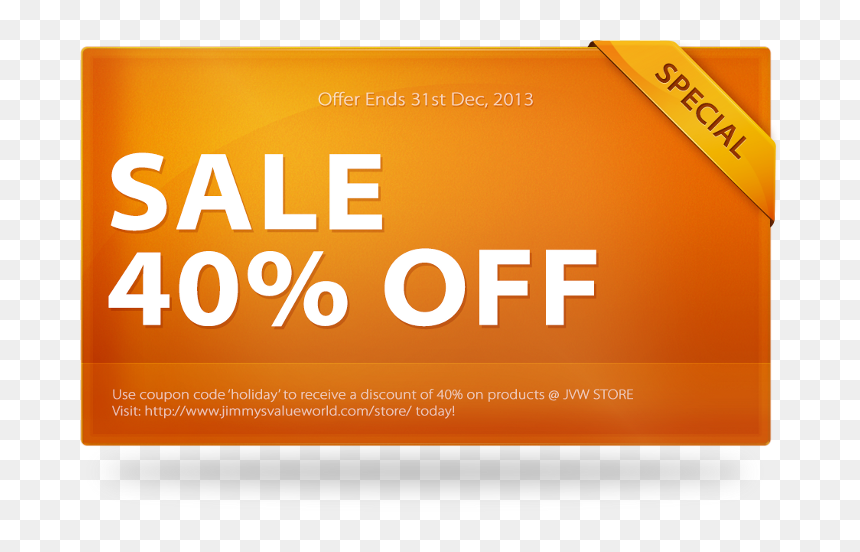 Offer Ends 31st Dec, 2013
SPECIAL
SALE
40% OFF
Use coupon code ‘holiday’ to receive a discount of 40% on products @ JVW STORE
Visit: http://www.jimmysvalueworld.com/store/ today!